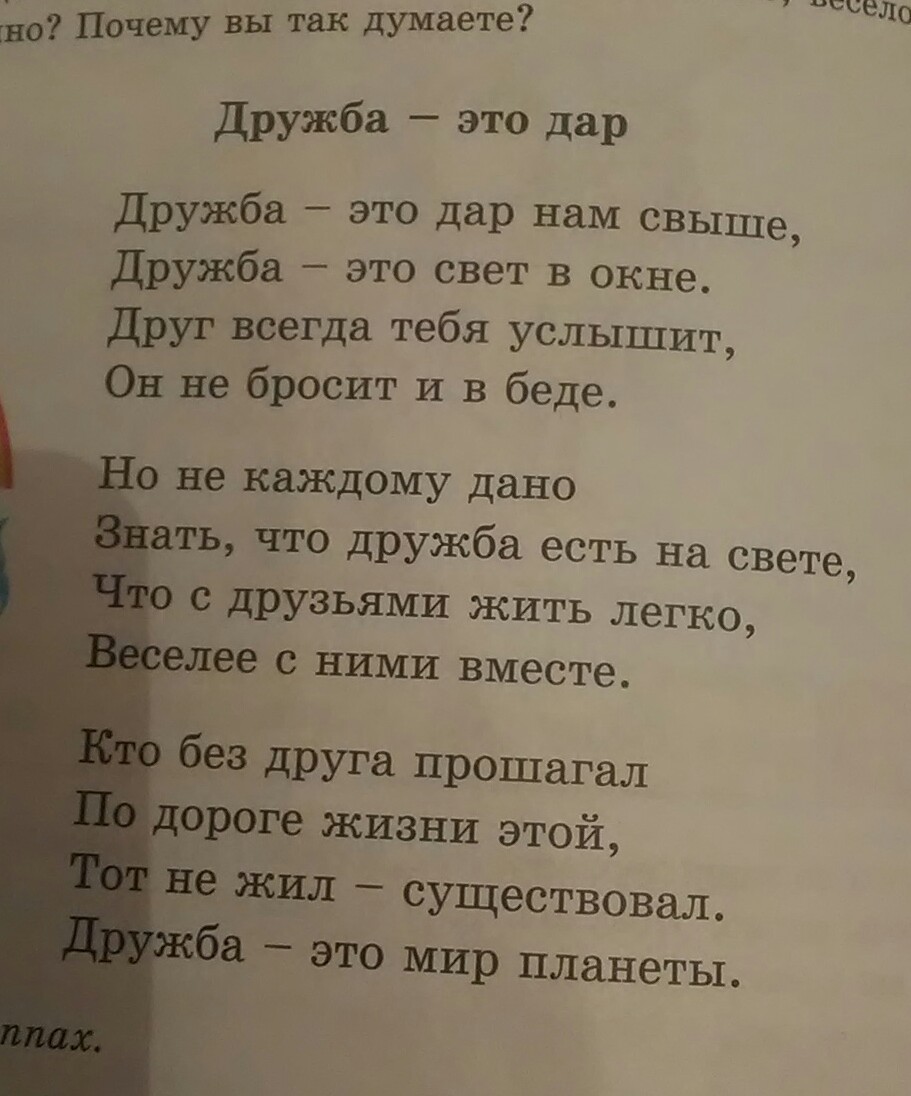 но? Почему вы так думаете?
весело
Дружба – это дар
Дружба – это дар нам свыше,
Дружба – это свет в окне.
Друг всегда тебя услышит,
Он не бросит и в беде.
Но не каждому дано
Знать, что дружба есть на свете,
Что с друзьями жить легко,
Веселее с ними вместе.
Кто без друга прошагал
По дороге жизни этой,
Тот не жил – существовал.
Дружба – это мир планеты.
ппах.